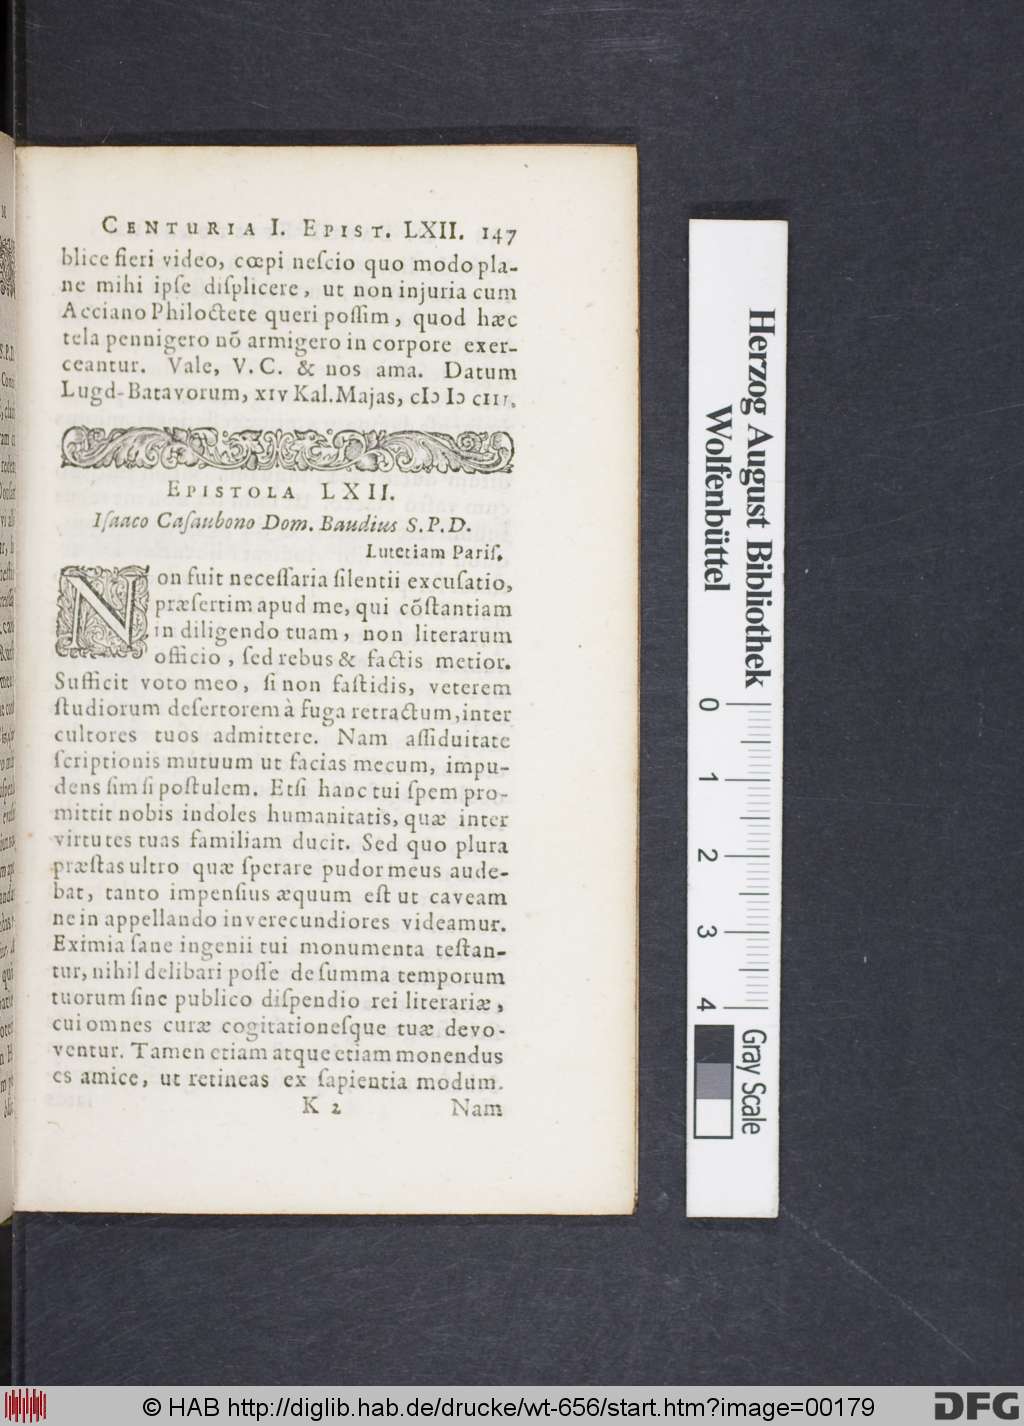 CENTURIA I. EPIST. LXII. 147
blice fieri video, cœpi neſcio quo modo pla-
ne mihi ipſe diſplicere, ut non injuria cum
Acciano Philoctete queri poſſim, quod hæc
tela pennigero nõ armigero in corpore exer-
ceantur. Vale, V. C. & nos ama. Datum
Lugd-Batavorum, XIV Kal. Majas, cIↄ Iↄ cIII.
EPISTOLA LXII.
Iſaaco Caſaubono Dom. Baudius S. P. D.
Lutetiam Pariſ.
Non fuit neceſſaria ſilentii excuſatio,
præſertim apud me, qui cõſtantiam
in diligendo tuam, non literarum
officio, ſed rebus & factis metior.
Sufficit voto meo, ſi non faſtidis, veterem
ſtudiorum deſertorem à fuga retractum, inter
cultores tuos admittere. Nam aſſiduitate
ſcriptionis mutuum ut facias mecum, impu-
dens ſim ſi poſtulem. Etſi hanc tui ſpem pro-
mittit nobis indoles humanitatis, quæ inter
virtutes tuas familiam ducit. Sed quo plura
præſtas ultro quæ ſperare pudor meus aude-
bat, tanto impenſius æquum eſt ut caveam
ne in appellando inverecundiores videamur.
Eximia ſane ingenii tui monumenta teſtan-
tur, nihil delibari poſſe de ſumma temporum
tuorum ſine publico diſpendio rei literariæ,
cui omnes curæ cogitationeſque tuæ devo-
ventur. Tamen etiam atque etiam monendus
es amice, ut retineas ex ſapientia modum.
K 2 Nam
Herzog August Bibliothek
Wolfenbüttel
0 1 2 3 4
Gray Scale
© HAB http://diglib.hab.de/drucke/wt-656/start.htm?image=00179
DFG